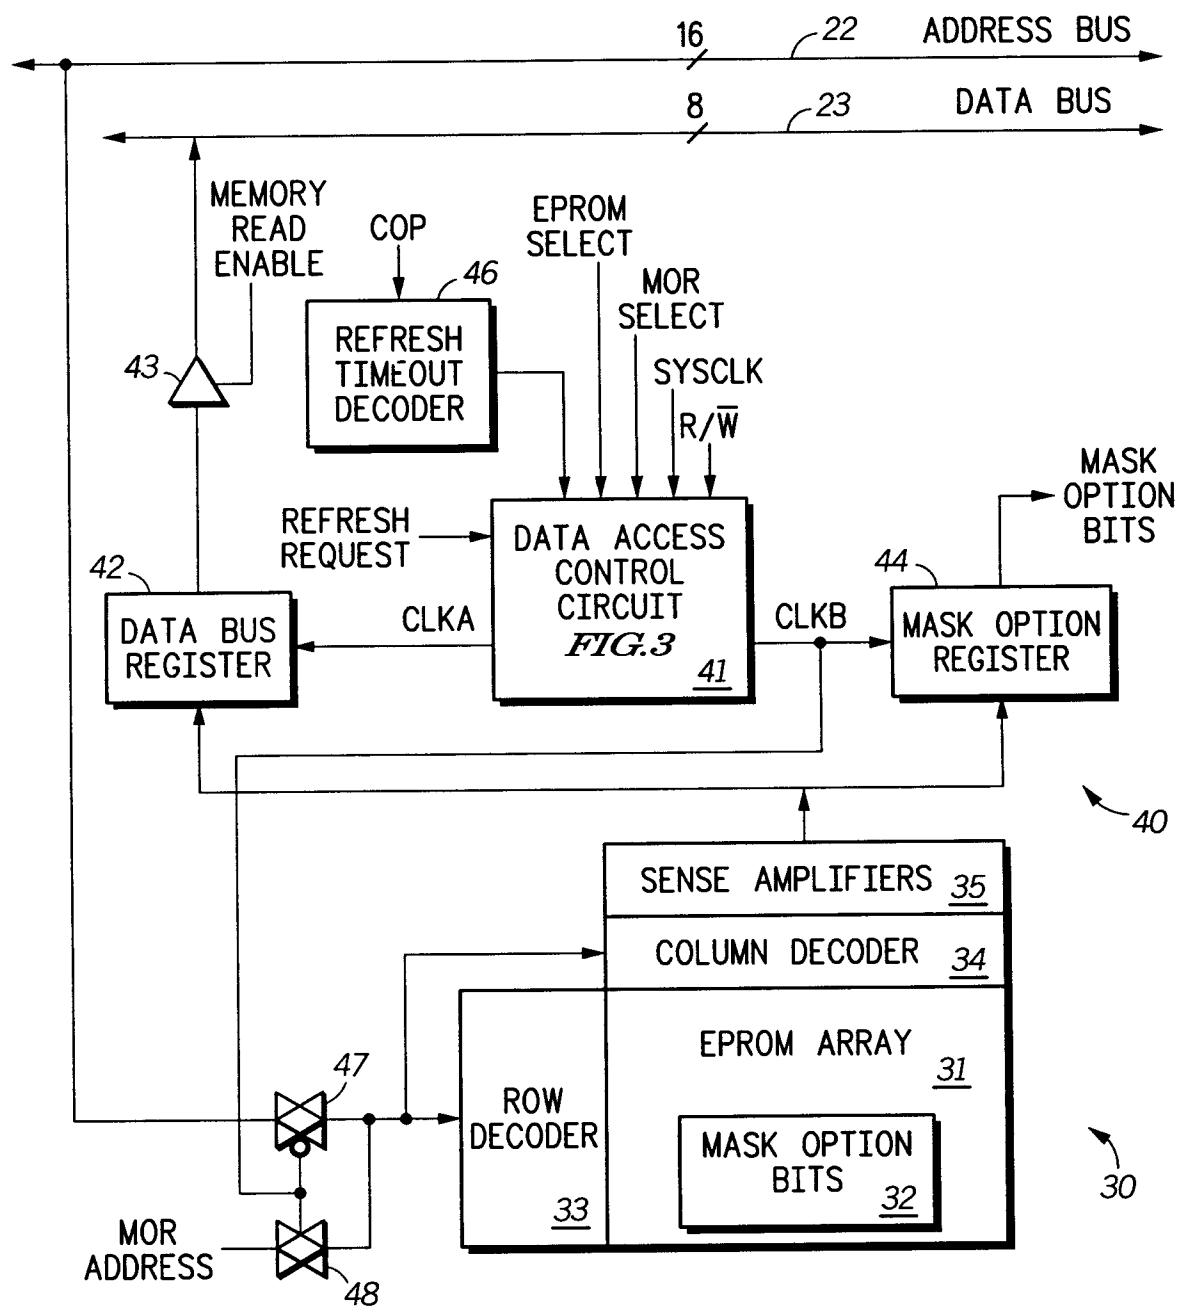 16
22
ADDRESS BUS
8
23
DATA BUS
MEMORY
READ
ENABLE
COP
EPROM
SELECT
46
MOR
SELECT
REFRESH
TIMEOUT
DECODER
43
SYSCLK
R/W̅
MASK
OPTION
BITS
REFRESH
REQUEST
DATA ACCESS
CONTROL
CIRCUIT
FIG.3
41
42
44
CLKA
CLKB
DATA BUS
REGISTER
MASK OPTION
REGISTER
40
SENSE AMPLIFIERS 35
COLUMN DECODER 34
EPROM ARRAY
31
47
ROW
DECODER
33
MASK OPTION
BITS
32
30
MOR
ADDRESS
48